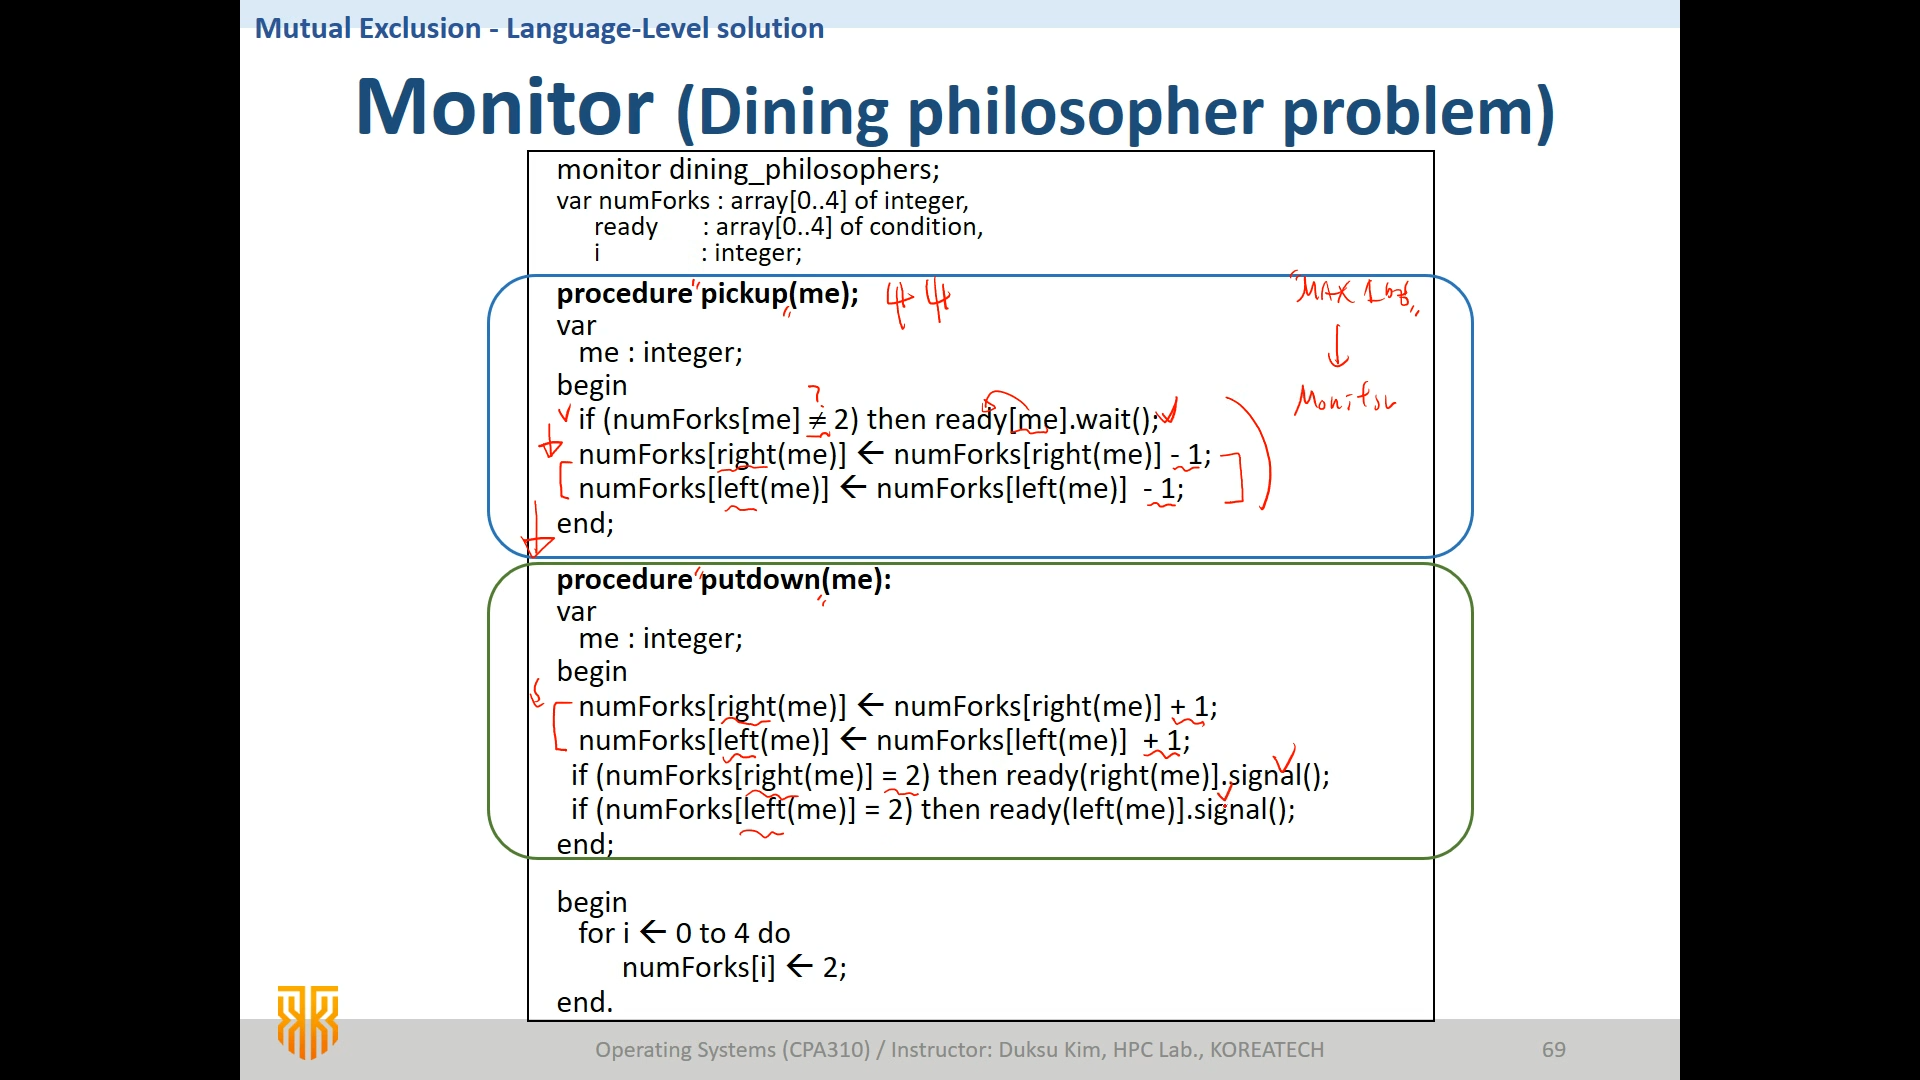 Mutual Exclusion - Language-Level solution
Monitor (Dining philosopher problem)
monitor dining_philosophers;
var numForks : array[0..4] of integer,
ready : array[0..4] of condition,
i : integer;
procedure pickup(me);
MAX 1
var
me : integer;
begin
?
Monitor
if (numForks[me] ≠ 2) then ready[me].wait();
numForks[right(me)] ← numForks[right(me)] - 1;
numForks[left(me)] ← numForks[left(me)] - 1;
end;
procedure putdown(me):
var
me : integer;
begin
numForks[right(me)] ← numForks[right(me)] + 1;
numForks[left(me)] ← numForks[left(me)] + 1;
if (numForks[right(me)] = 2) then ready(right(me)].signal();
if (numForks[left(me)] = 2) then ready(left(me)].signal();
end;
begin
for i ← 0 to 4 do
numForks[i] ← 2;
end.
Operating Systems (CPA310) / Instructor: Duksu Kim, HPC Lab., KOREATECH
69